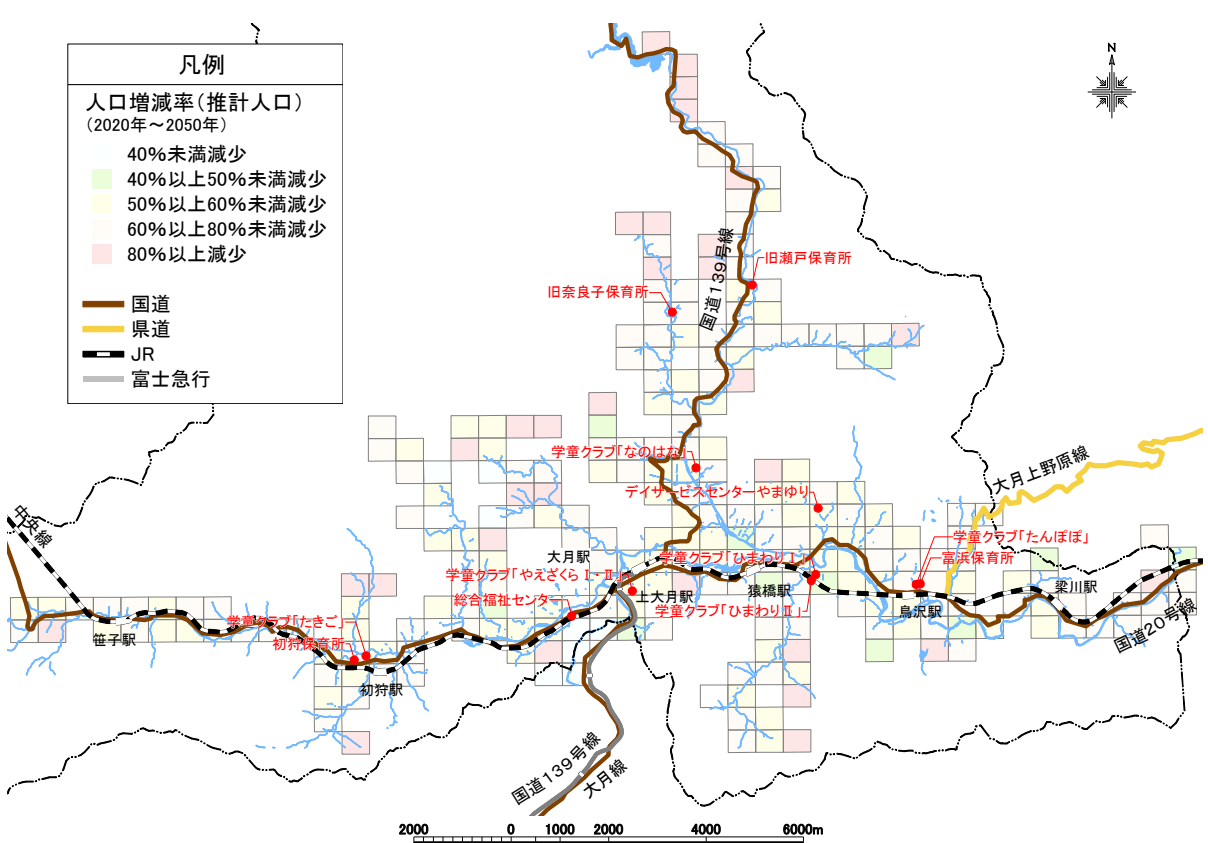 凡例
人口増減率(推計人口)
(2020年~2050年)
40%未満減少
40%以上50%未満減少
50%以上60%未満減少
60%以上80%未満減少
80%以上減少
国道
県道
JR
富士急行
N
国道139号線
旧瀬戸保育所
旧奈良子保育所
学童クラブ「なのはな」
デイサービスセンターやまゆり
大月上野原線
中央線
大月駅
学童クラブ「ひまわりⅠ」
学童クラブ「たんぽぽ」
富浜保育所
学童クラブ「やえざくらⅠ・Ⅱ」
上大月駅
猿橋駅
梁川駅
総合福祉センター
学童クラブ「ひまわりⅡ」
鳥沢駅
国道20号線
笹子駅
学童クラブ「たきご」
初狩保育所
初狩駅
国道139号線
大月線
2000 0 1000 2000 4000 6000m